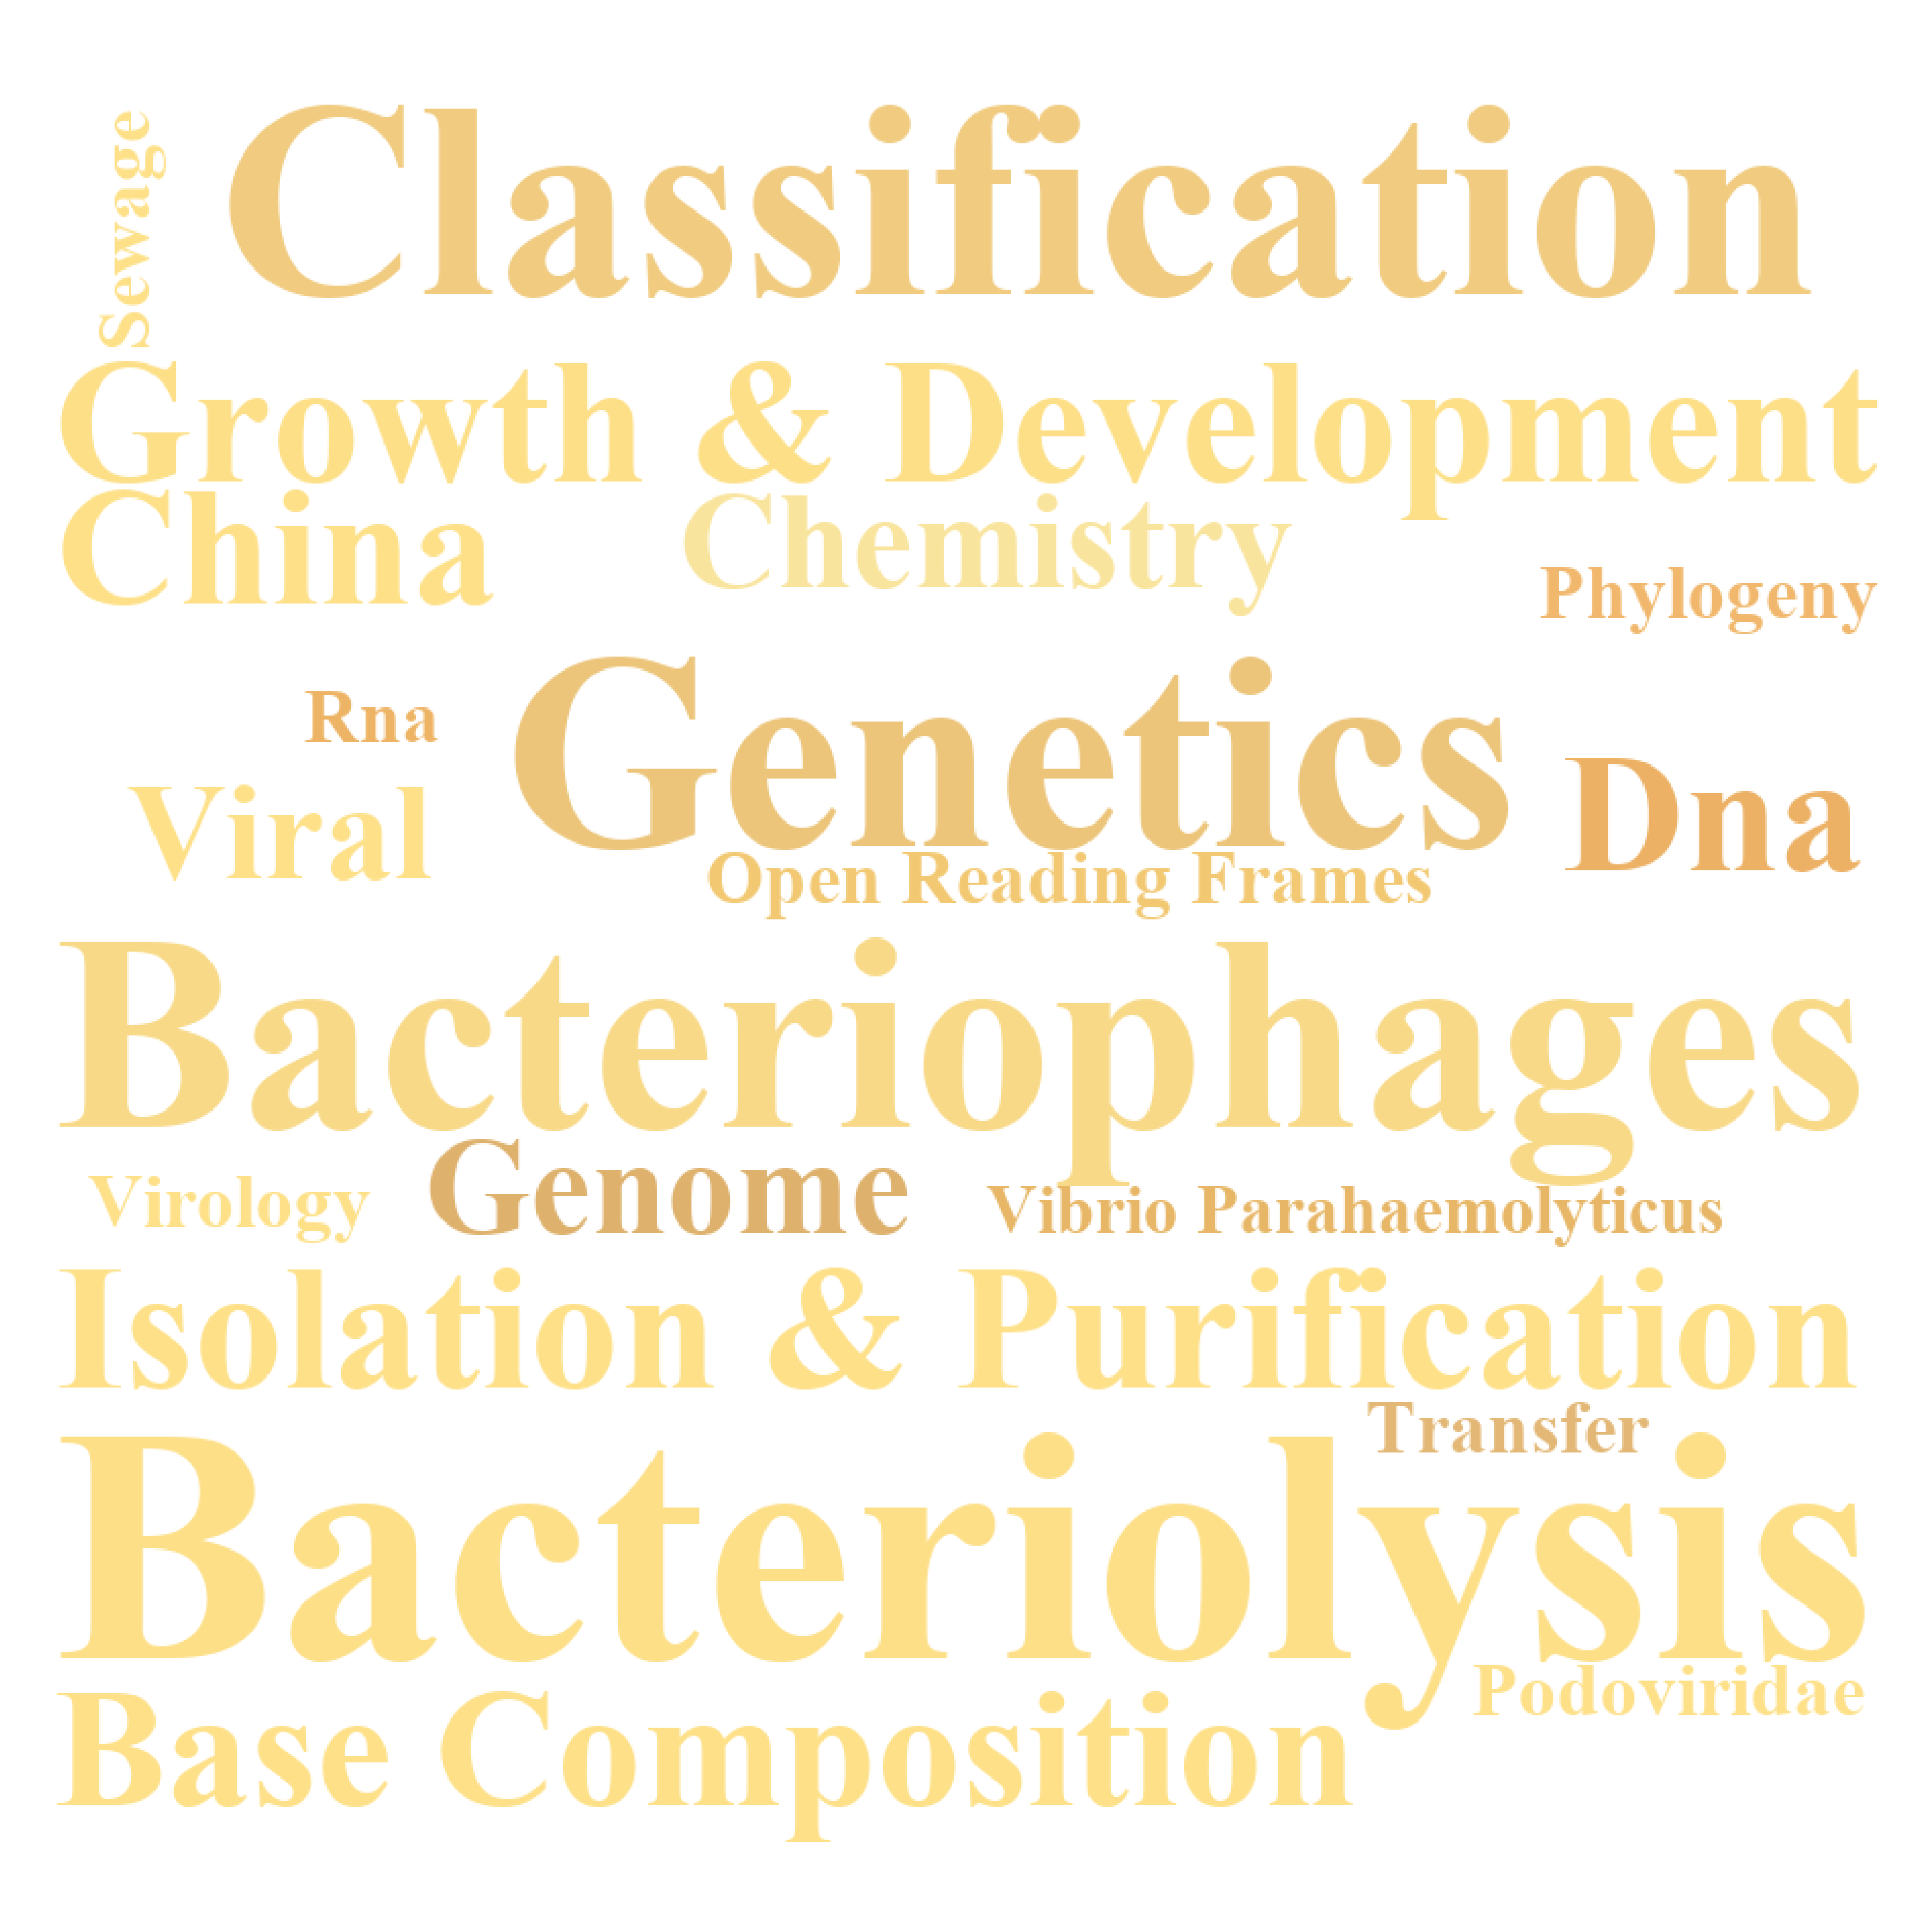 Sewage
Classification
Growth & Development
China
Chemistry
Phylogeny
Rna
Genetics
Dna
Viral
Open Reading Frames
Bacteriophages
Virology
Genome
Vibrio Parahaemolyticus
Isolation & Purification
Transfer
Bacteriolysis
Podoviridae
Base Composition